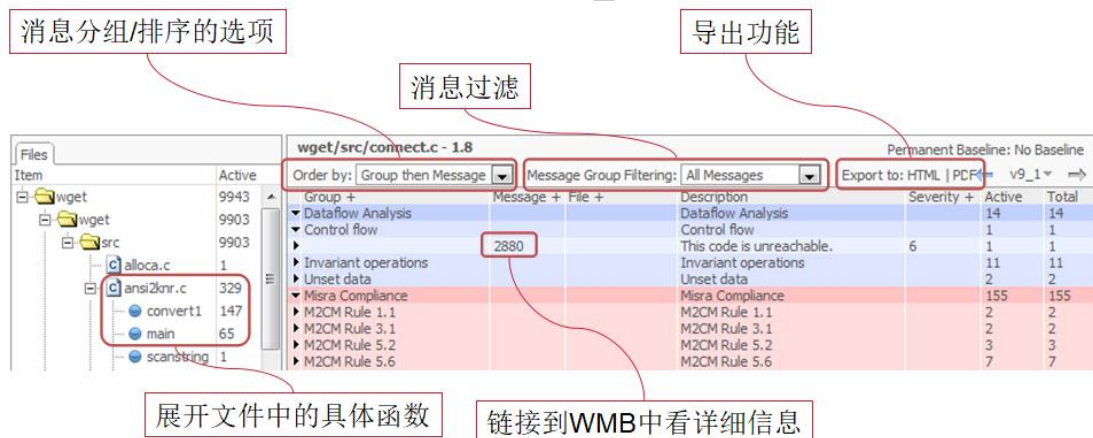 消息分组/排序的选项
导出功能
消息过滤
Files
wget/src/connect.c - 1.8
Permanent Baseline: No Baseline
Item Active
Order by: Group then Message Message Group Filtering: All Messages Export to: HTML | PDF v9_1
Group + Message + File + Description Severity + Active Total
wget 9943
Dataflow Analysis Dataflow Analysis 14 14
wget 9903
Control flow Control flow 1 1
2880 This code is unreachable. 6 1 1
src 9903
Invariant operations Invariant operations 11 11
alloca.c 1
Unset data Unset data 2 2
ansi2knr.c 329
Misra Compliance Misra Compliance 155 155
M2CM Rule 1.1 M2CM Rule 1.1 2 2
convert1 147
M2CM Rule 3.1 M2CM Rule 3.1 2 2
main 65
M2CM Rule 5.2 M2CM Rule 5.2 3 3
scanstring 1
M2CM Rule 5.6 M2CM Rule 5.6 7 7
展开文件中的具体函数
链接到WMB中看详细信息